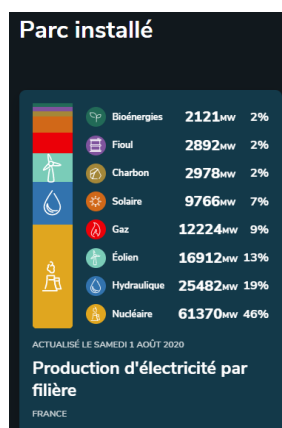 Parc installé
Bioénergies 2121MW 2%
Fioul 2892MW 2%
Charbon 2978MW 2%
Solaire 9766MW 7%
Gaz 12224MW 9%
Éolien 16912MW 13%
Hydraulique 25482MW 19%
Nucléaire 61370MW 46%
ACTUALISÉ LE SAMEDI 1 AOÛT 2020
Production d'électricité par
filière
FRANCE